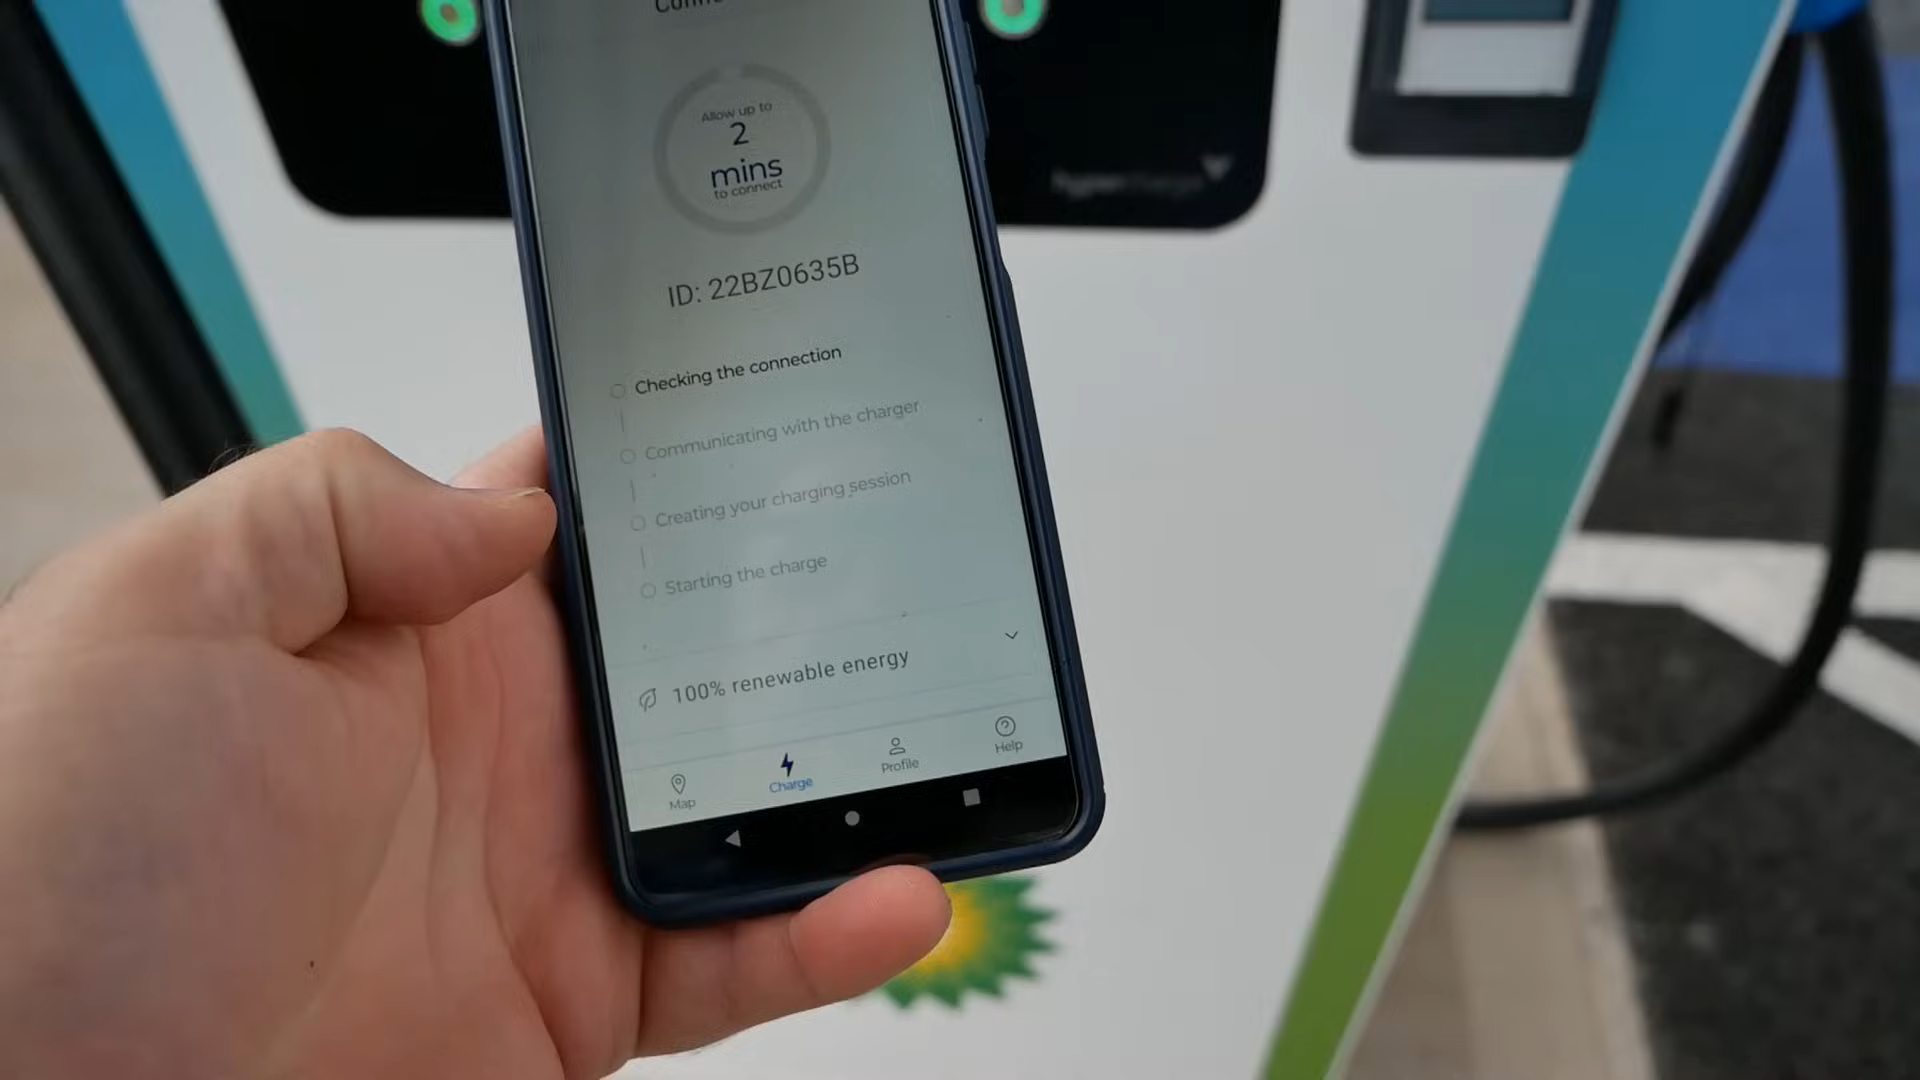 Allow up to
2
mins
to connect
ID: 22BZ0635B
Checking the connection
Communicating with the charger
Creating your charging session
Starting the charge
100% renewable energy
Map
Charge
Profile
Help